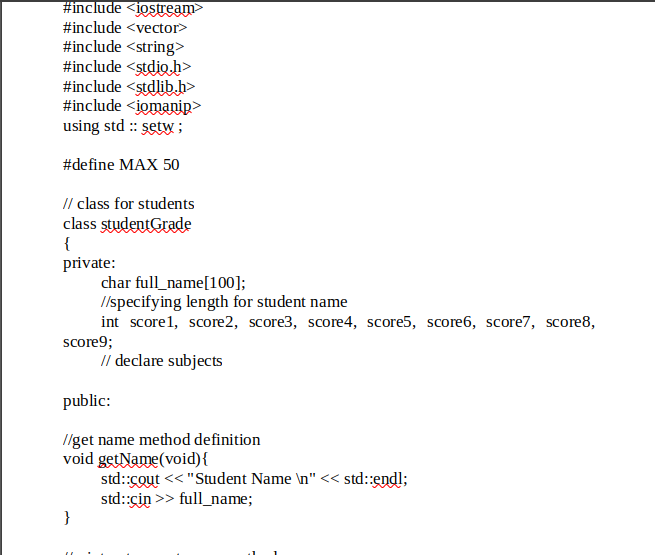 #include <iostream>
#include <vector>
#include <string>
#include <stdio.h>
#include <stdlib.h>
#include <iomanip>
using std :: setw ;
#define MAX 50
// class for students
class studentGrade
{
private:
char full_name[100];
//specifying length for student name
int score1, score2, score3, score4, score5, score6, score7, score8,
score9;
// declare subjects
public:
//get name method definition
void getName(void){
std::cout << "Student Name \n" << std::endl;
std::cin >> full_name;
}